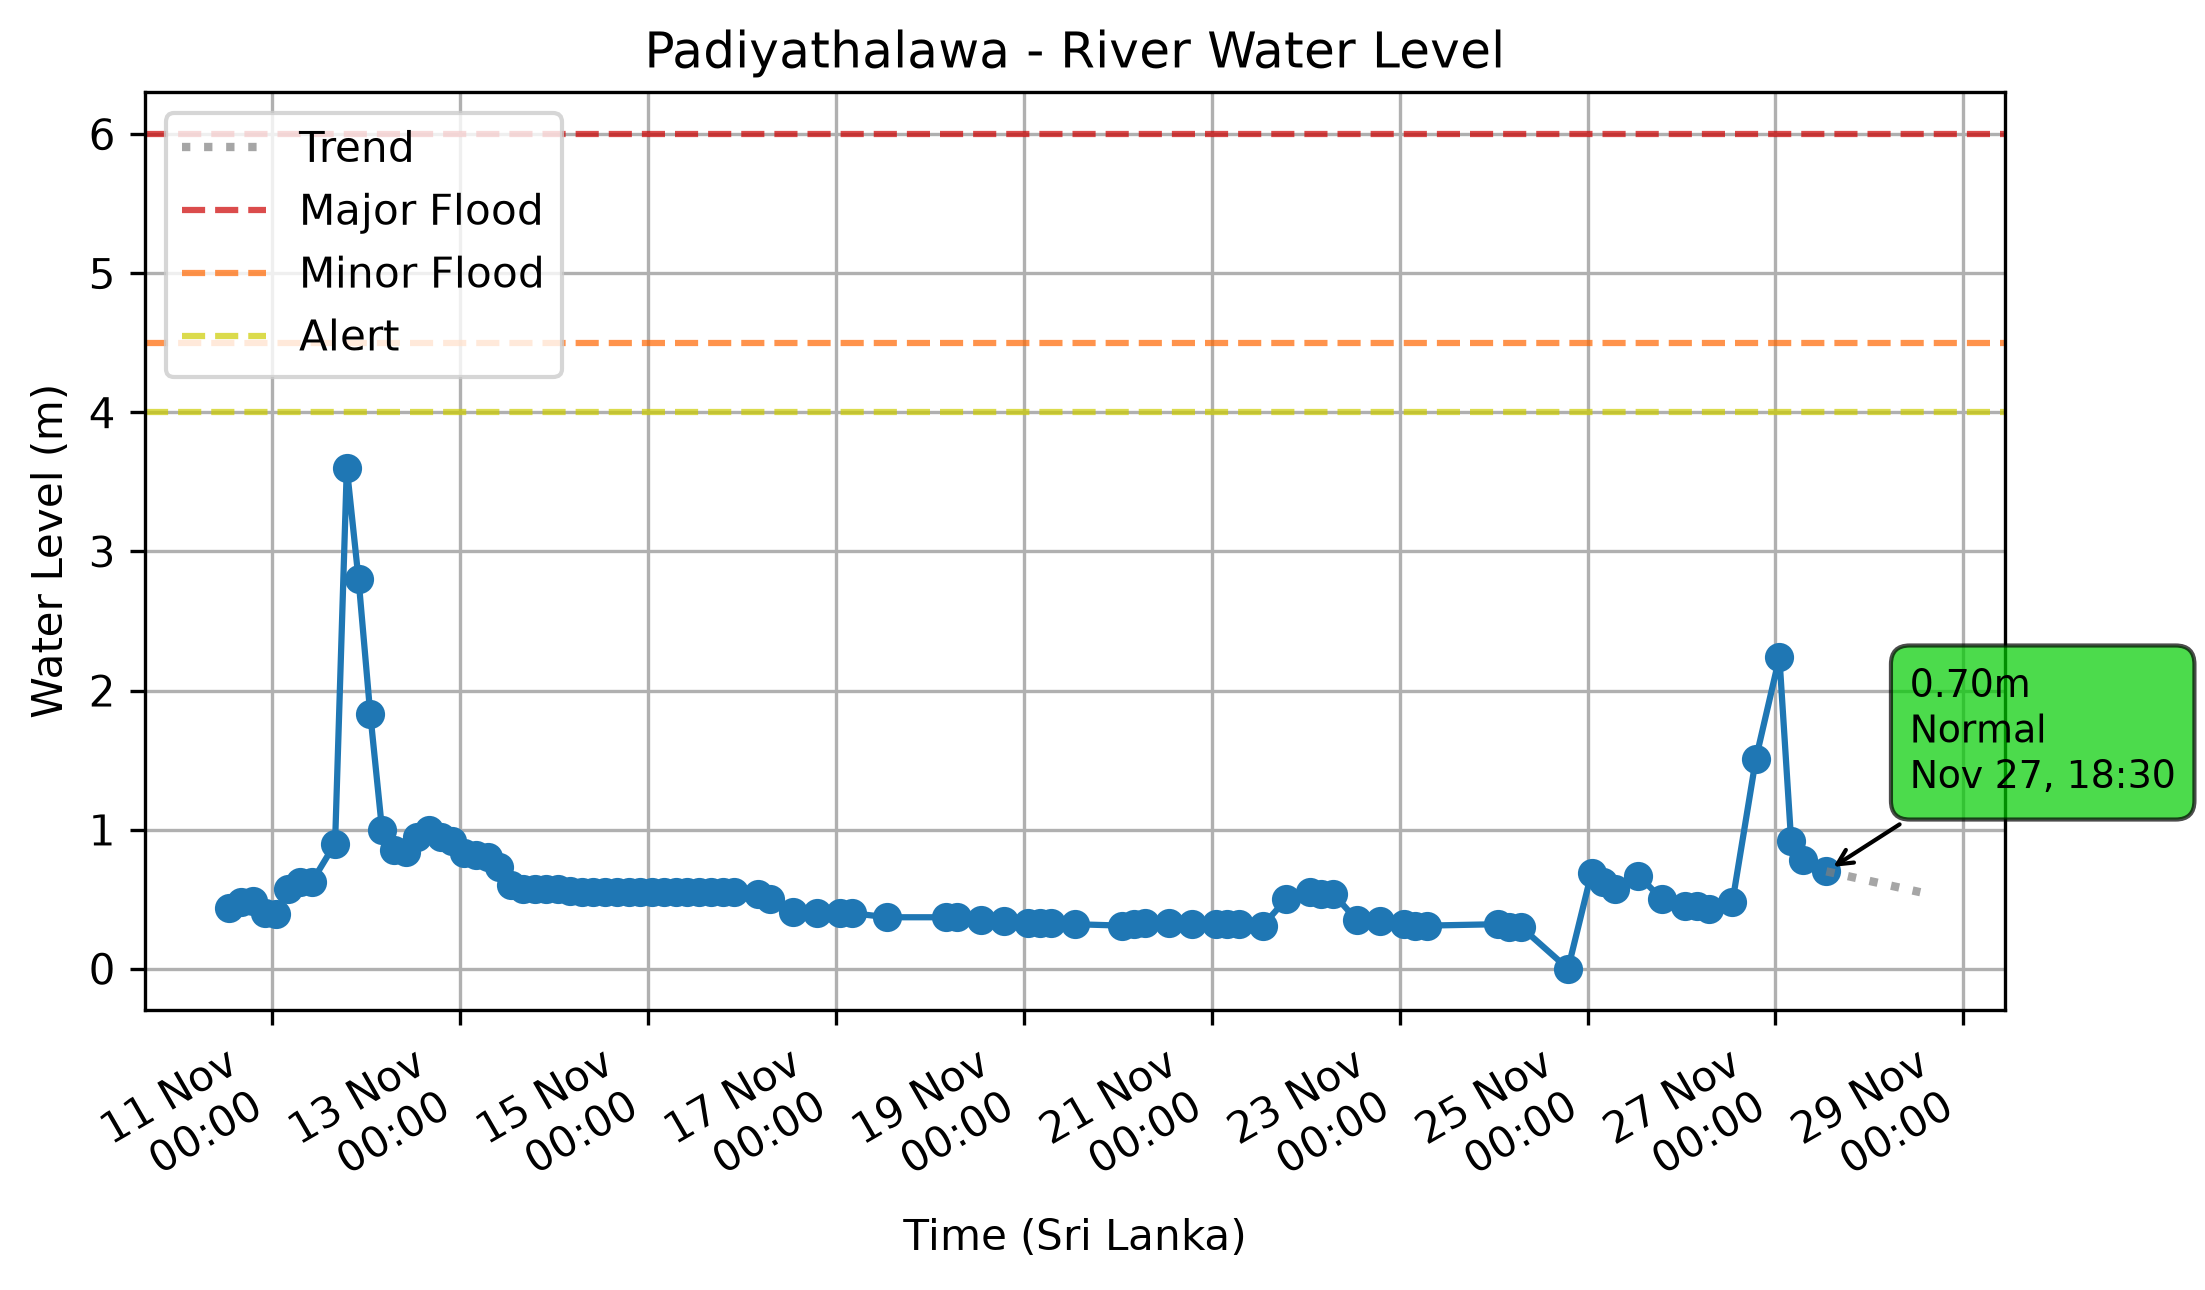 Padiyathalawa - River Water Level
Trend
Major Flood
Minor Flood
Alert
6
5
4
3
2
1
0
Water Level (m)
0.70m
Normal
Nov 27, 18:30
11 Nov
00:00
13 Nov
00:00
15 Nov
00:00
17 Nov
00:00
19 Nov
00:00
21 Nov
00:00
23 Nov
00:00
25 Nov
00:00
27 Nov
00:00
29 Nov
00:00
Time (Sri Lanka)